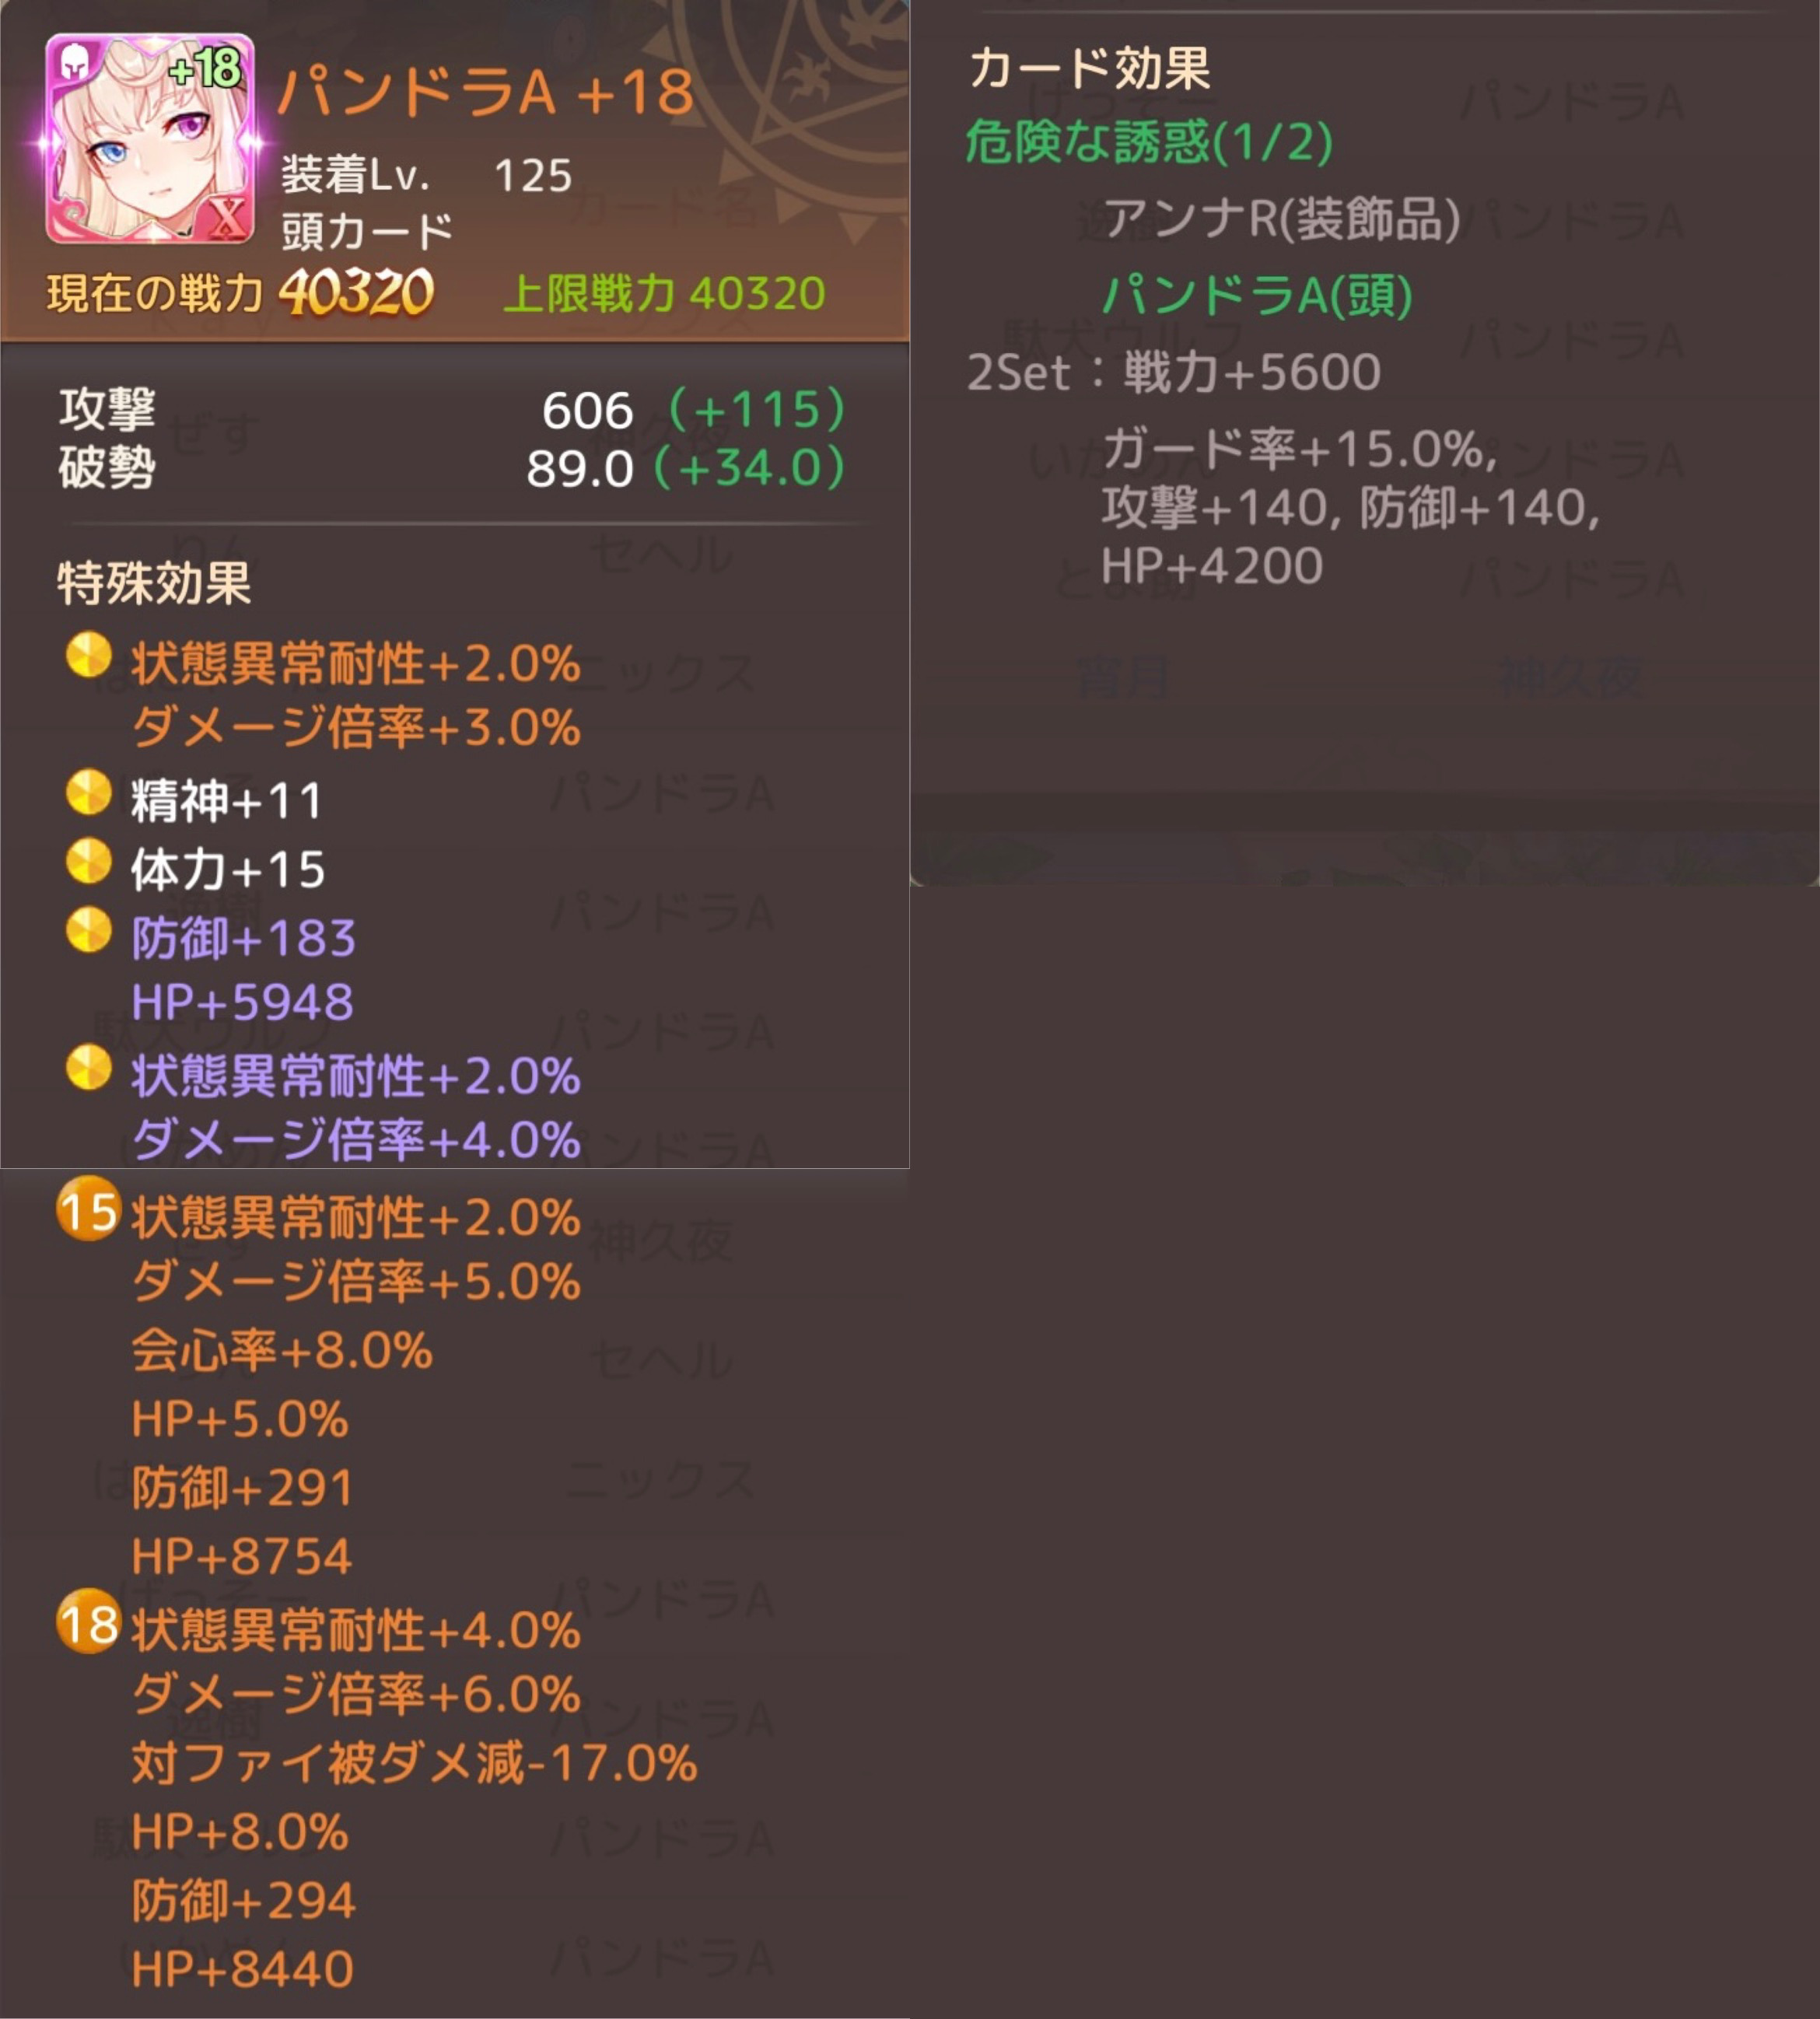 +18
X
パンドラA +18
装着Lv. 125
頭カード
現在の戦力 40320 上限戦力 40320
攻撃 606 (+115)
破勢 89.0 (+34.0)
特殊効果
状態異常耐性+2.0%
ダメージ倍率+3.0%
精神+11
体力+15
防御+183
HP+5948
状態異常耐性+2.0%
ダメージ倍率+4.0%
15 状態異常耐性+2.0%
ダメージ倍率+5.0%
会心率+8.0%
HP+5.0%
防御+291
HP+8754
18 状態異常耐性+4.0%
ダメージ倍率+6.0%
対ファイ被ダメ減-17.0%
HP+8.0%
防御+294
HP+8440
カード効果
危険な誘惑(1/2)
アンナR(装飾品)
パンドラA(頭)
2Set：戦力+5600
ガード率+15.0%,
攻撃+140, 防御+140,
HP+4200
宵月 神久夜